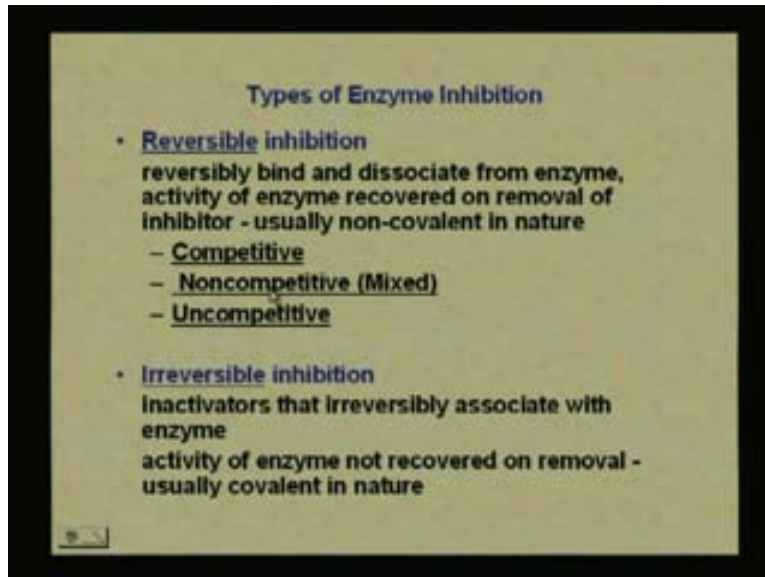 Types of Enzyme Inhibition
• Reversible inhibition
reversibly bind and dissociate from enzyme,
activity of enzyme recovered on removal of
inhibitor - usually non-covalent in nature
– Competitive
– Noncompetitive (Mixed)
– Uncompetitive
• Irreversible inhibition
inactivators that irreversibly associate with
enzyme
activity of enzyme not recovered on removal -
usually covalent in nature